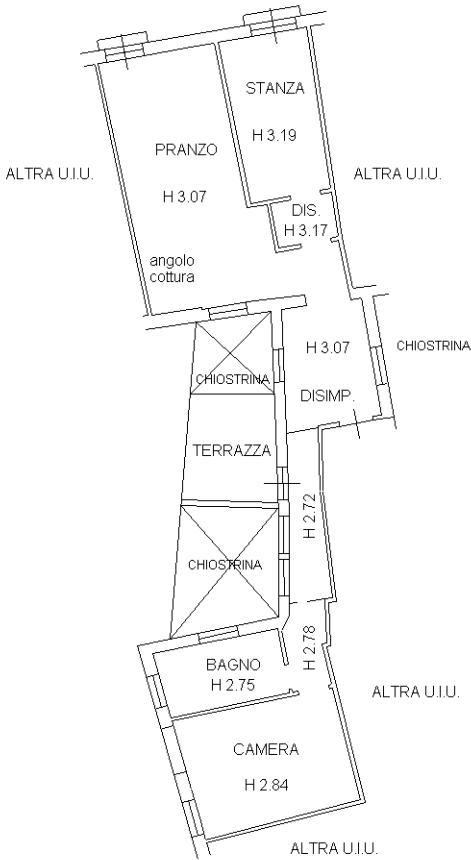 STANZA
H 3.19
PRANZO
H 3.07
ALTRA U.I.U.
ALTRA U.I.U.
DIS.
H 3.17
angolo
cottura
H 3.07
CHIOSTRINA
CHIOSTRINA
DISIMP.
TERRAZZA
H 2.72
CHIOSTRINA
H 2.78
BAGNO
H 2.75
ALTRA U.I.U.
CAMERA
H 2.84
ALTRA U.I.U.